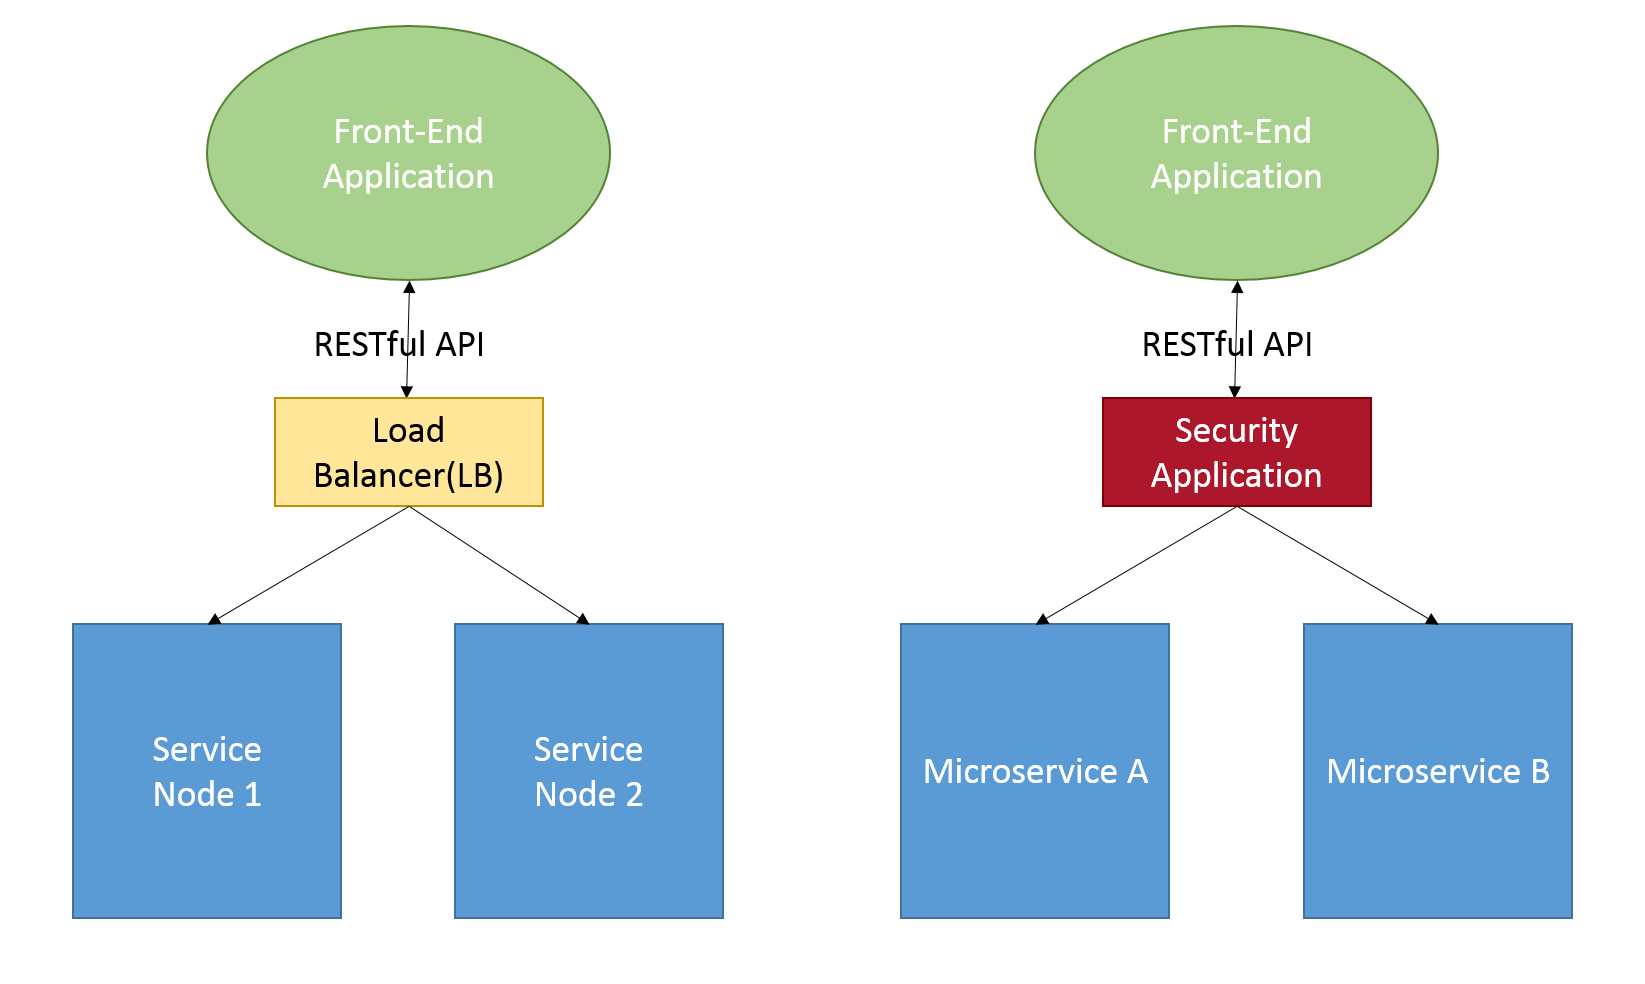 Front-End
Application
RESTful API
Load
Balancer(LB)
Service
Node 1
Service
Node 2
Front-End
Application
RESTful API
Security
Application
Microservice A
Microservice B